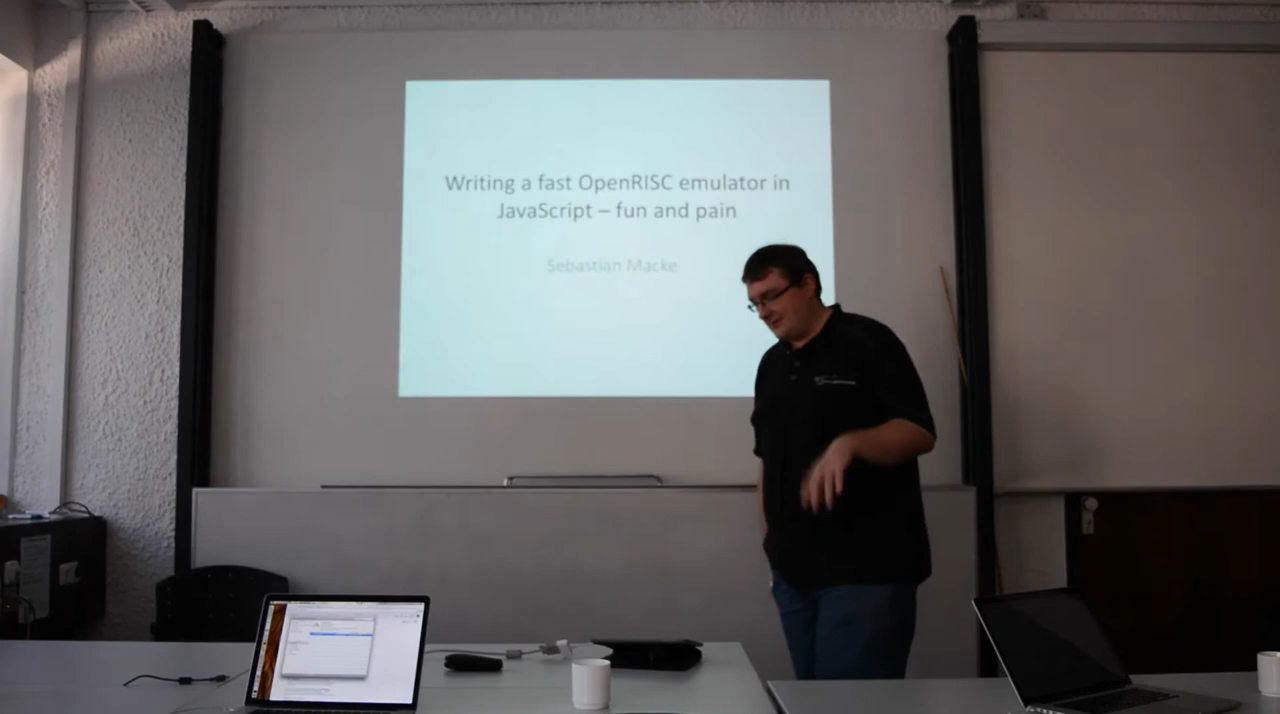 Writing a fast OpenRISC emulator in
JavaScript – fun and pain
Sebastian Macke